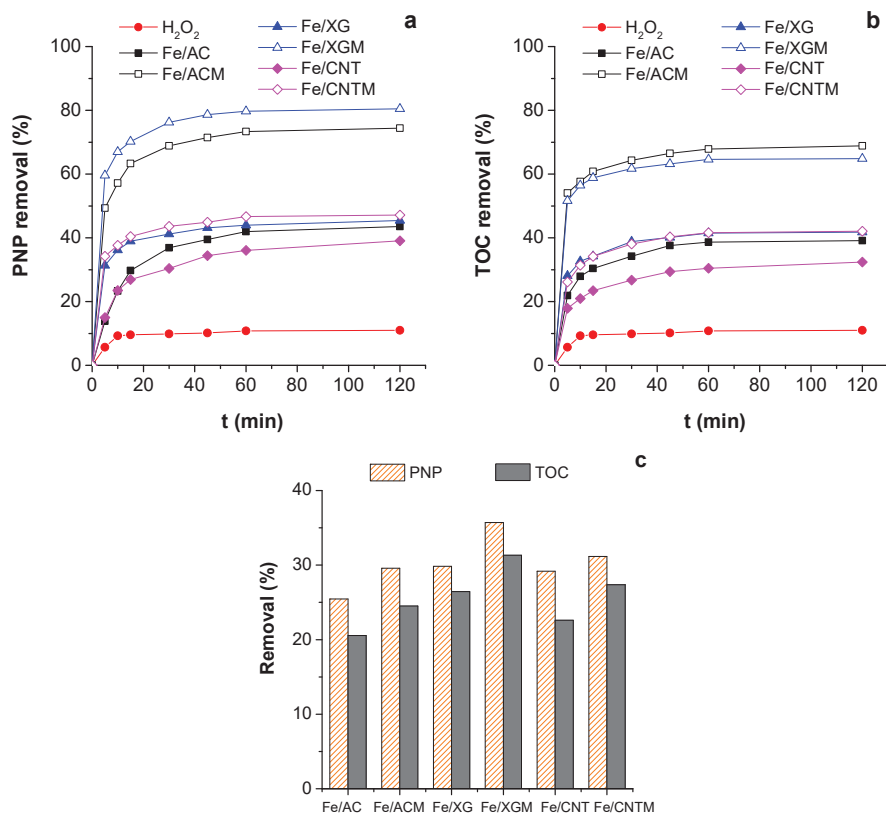 a
H₂O₂
Fe/AC
Fe/ACM
Fe/XG
Fe/XGM
Fe/CNT
Fe/CNTM
PNP removal (%)
100
80
60
40
20
0
0 20 40 60 80 100 120
t (min)
b
H₂O₂
Fe/AC
Fe/ACM
Fe/XG
Fe/XGM
Fe/CNT
Fe/CNTM
TOC removal (%)
100
80
60
40
20
0
0 20 40 60 80 100 120
t (min)
c
PNP TOC
Removal (%)
40
30
20
10
0
Fe/AC Fe/ACM Fe/XG Fe/XGM Fe/CNT Fe/CNTM